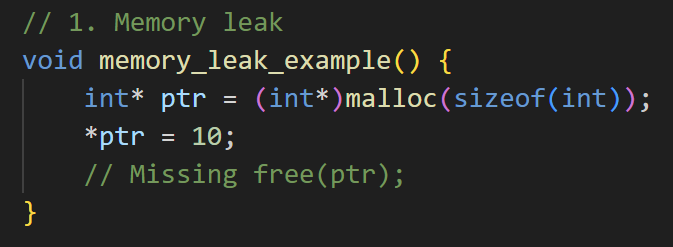 // 1. Memory leak
void memory_leak_example() {
    int* ptr = (int*)malloc(sizeof(int));
    *ptr = 10;
    // Missing free(ptr);
}